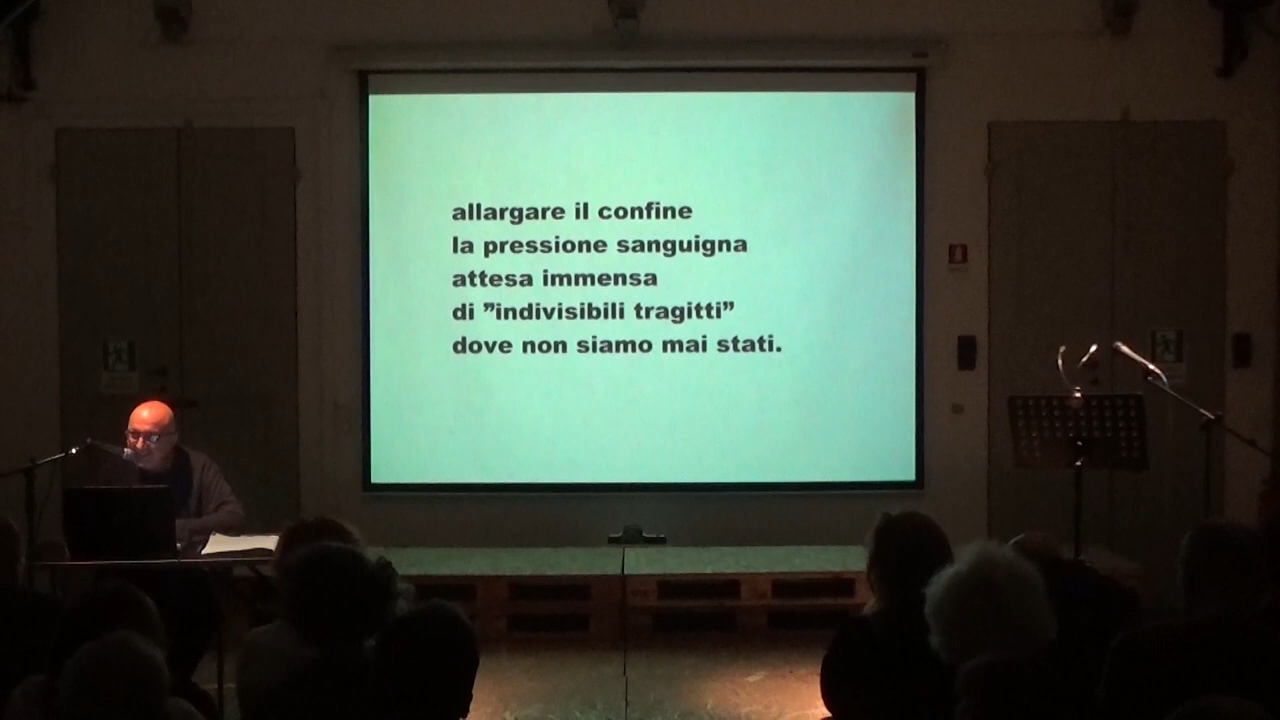 allargare il confine
la pressione sanguigna
attesa immensa
di ”indivisibili tragitti”
dove non siamo mai stati.